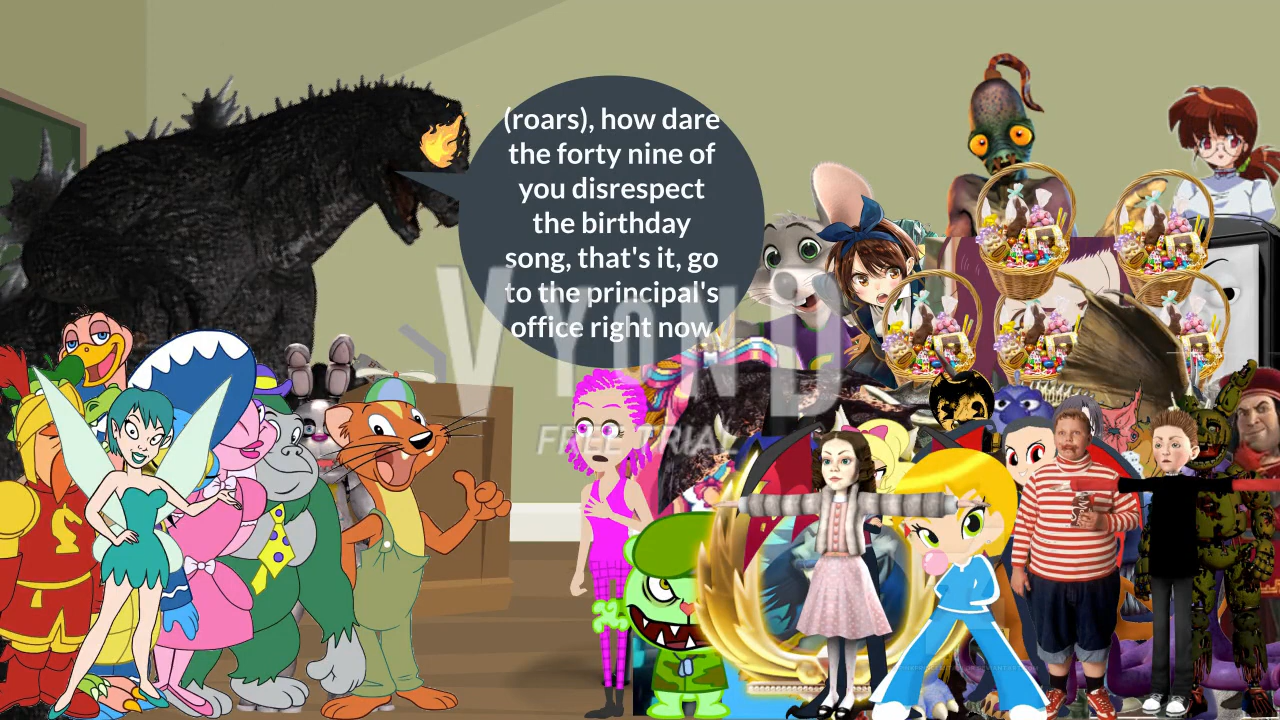 (roars), how dare
the forty nine of
you disrespect
the birthday
song, that's it, go
to the principal's
office right now
VYOND
FREE TRIAL